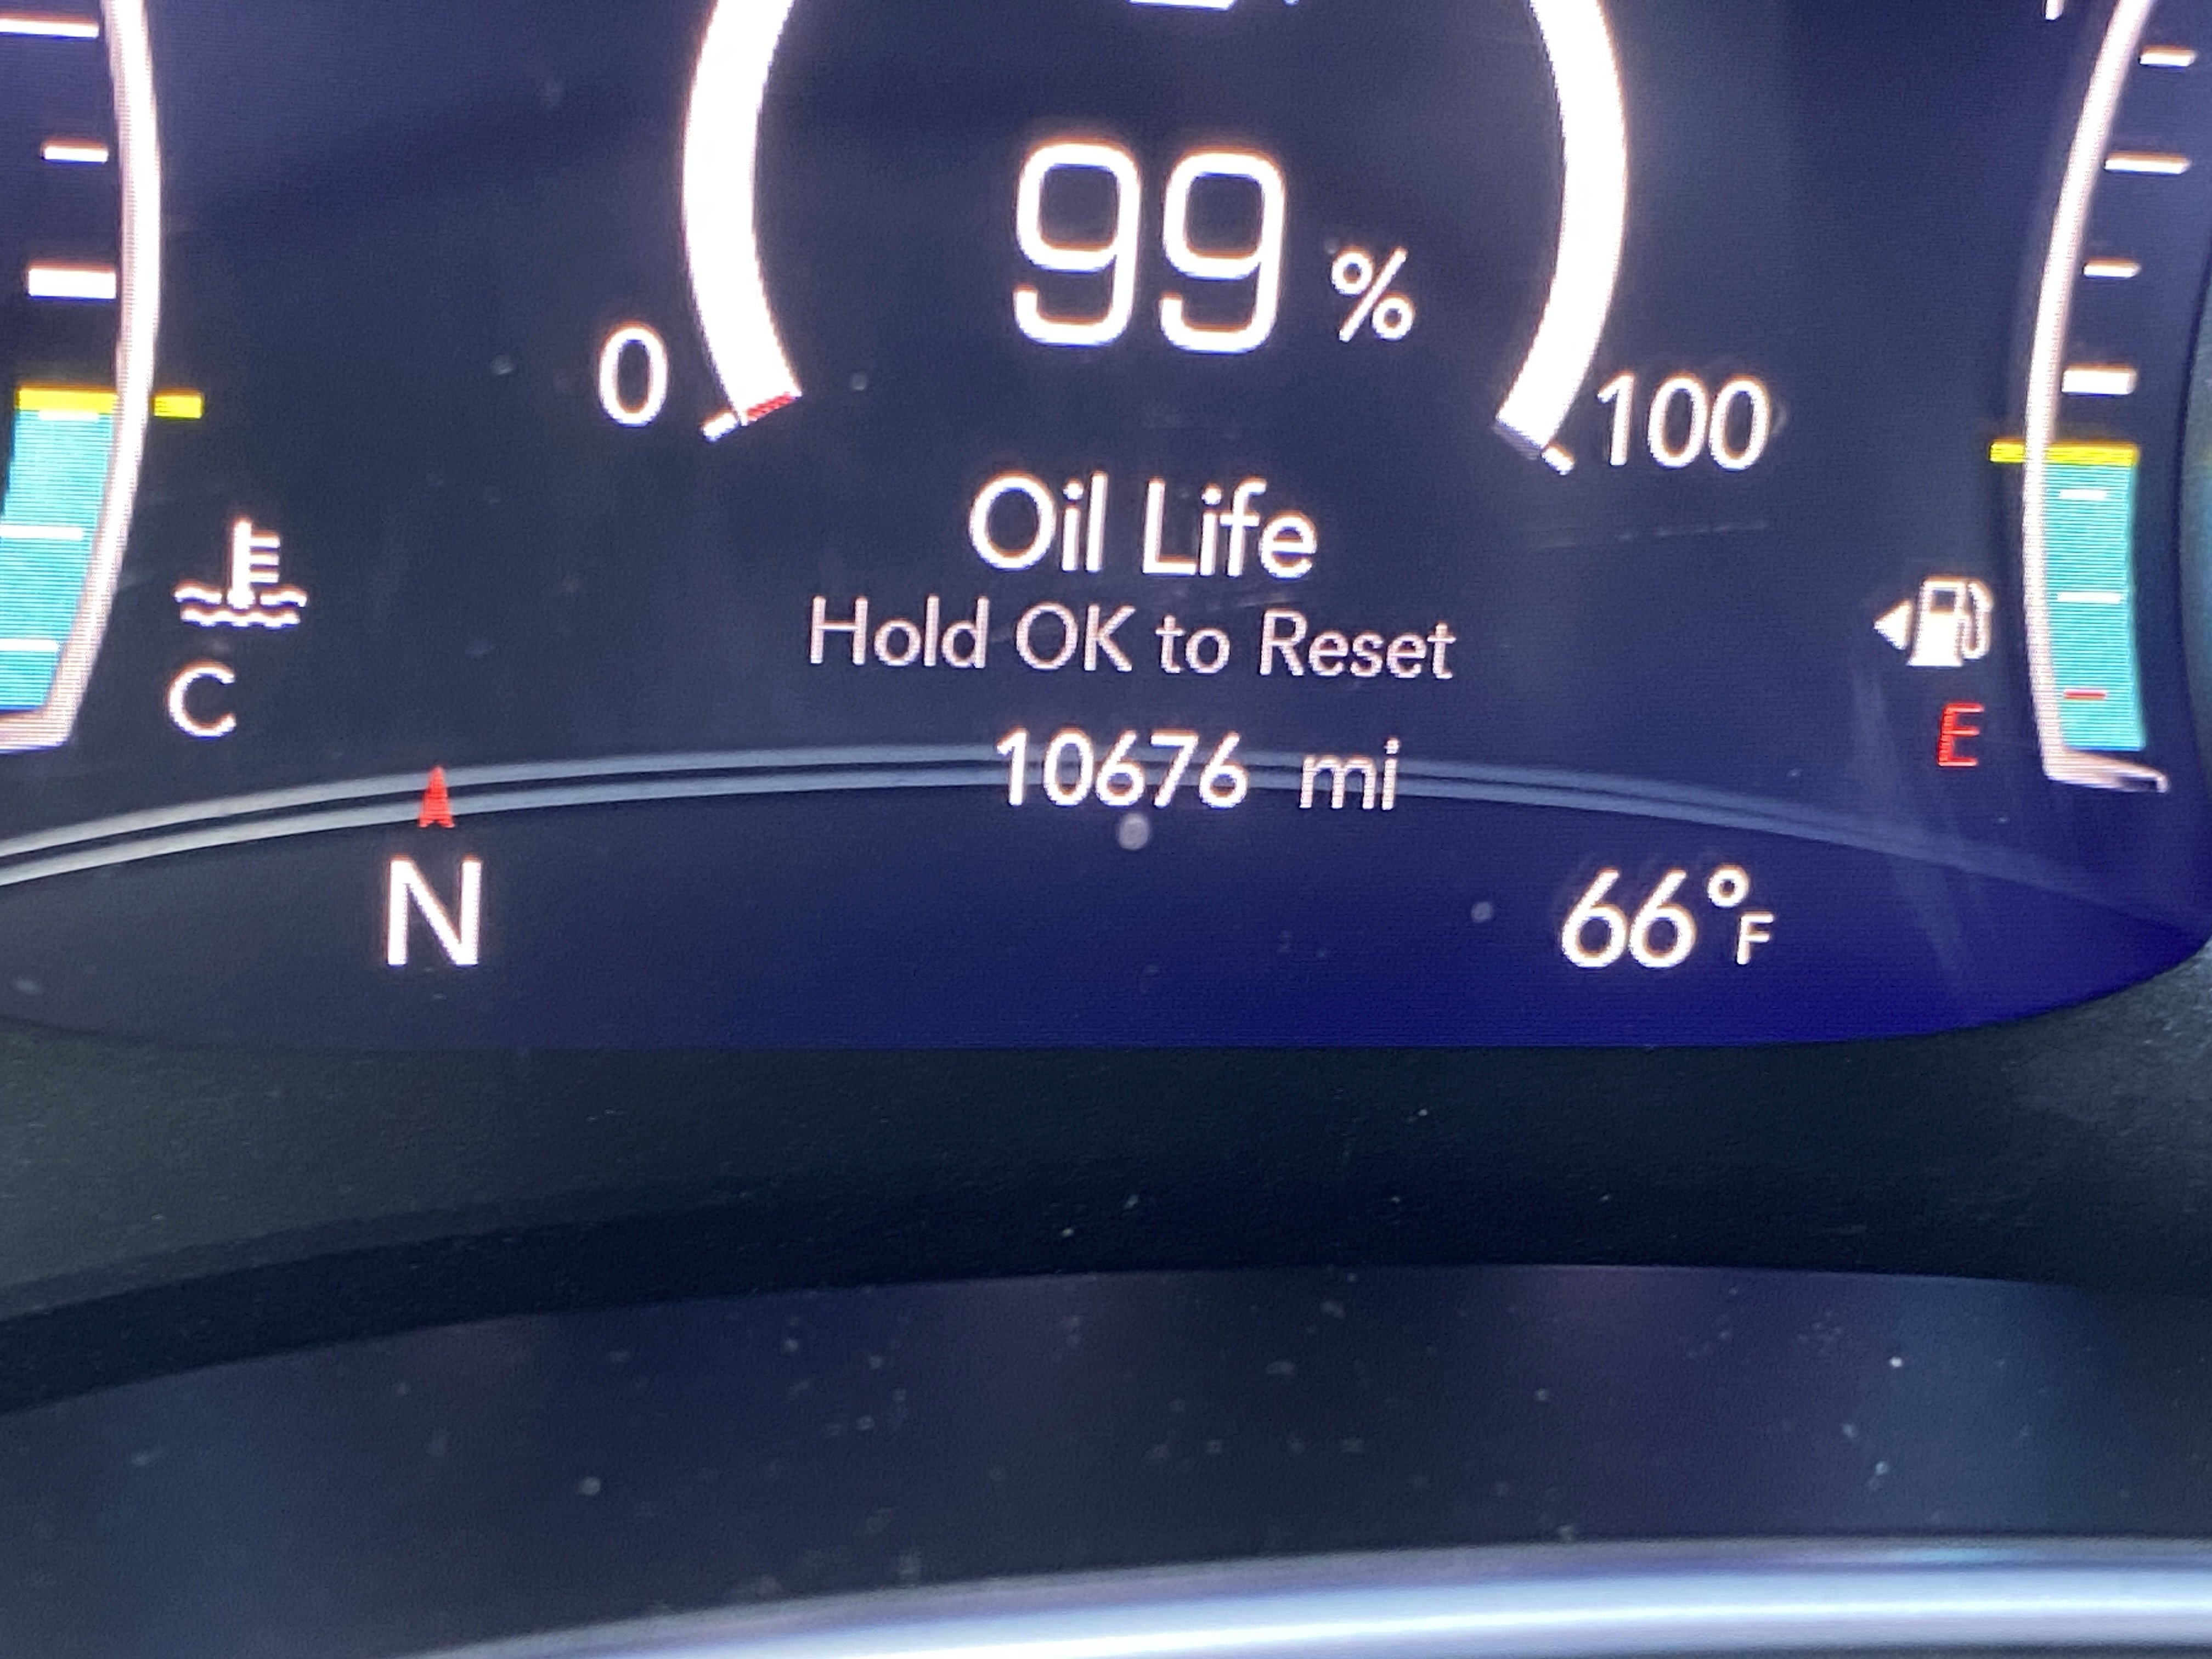 99 %
0
100
Oil Life
Hold OK to Reset
C
E
10676 mi
N
66°F